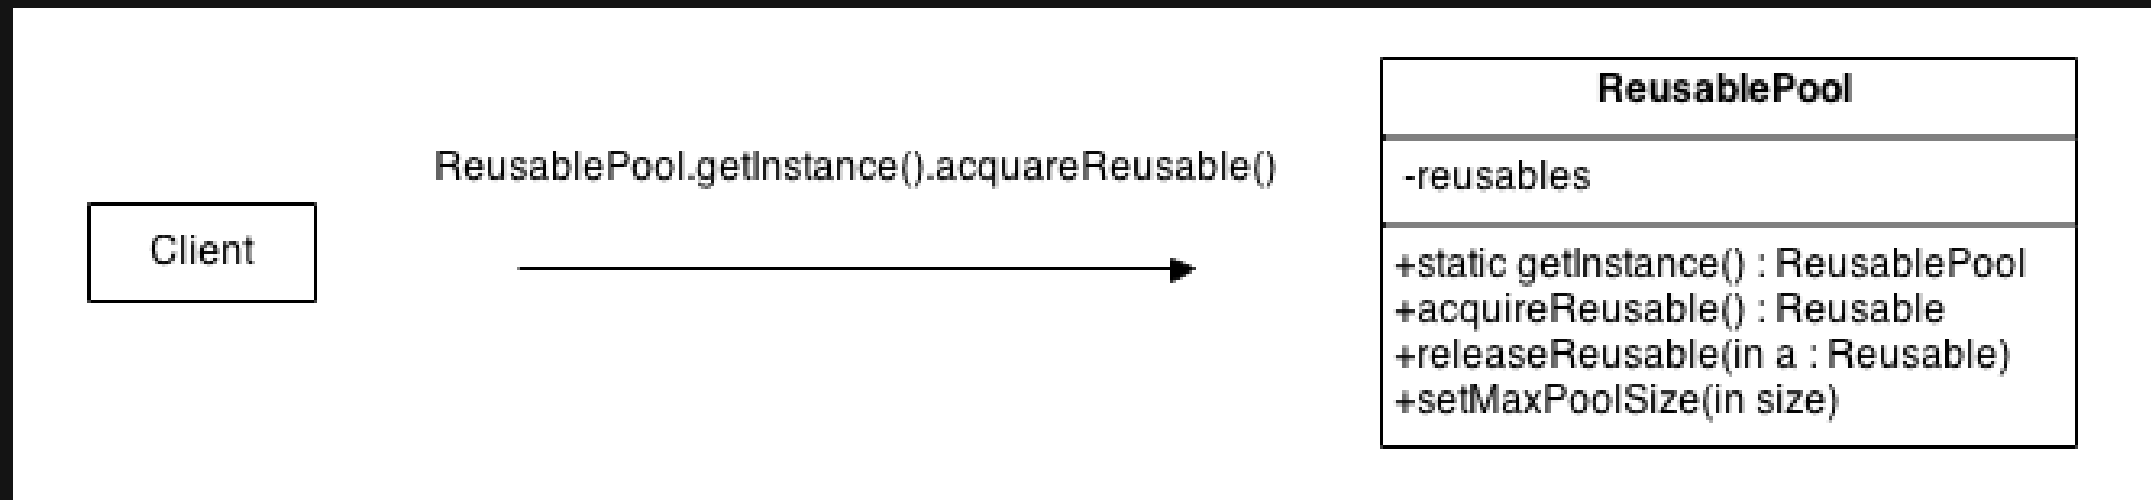 Client
ReusablePool.getInstance().acquareReusable()
ReusablePool
-reusables
+static getInstance() : ReusablePool
+acquireReusable() : Reusable
+releaseReusable(in a : Reusable)
+setMaxPoolSize(in size)